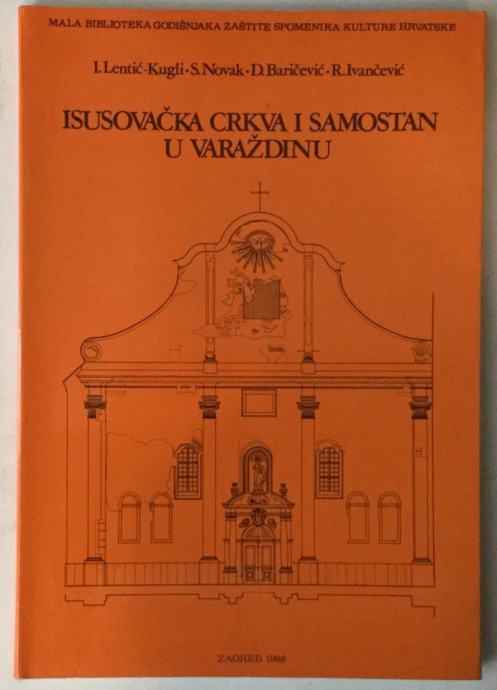 MALA BIBLIOTEKA GODIŠNJAKA ZAŠTITE SPOMENIKA KULTURE HRVATSKE
I. Lentić-Kugli · S. Novak · D. Baričević · R. Ivančević
ISUSOVAČKA CRKVA I SAMOSTAN
U VARAŽDINU
ZAGREB 1988